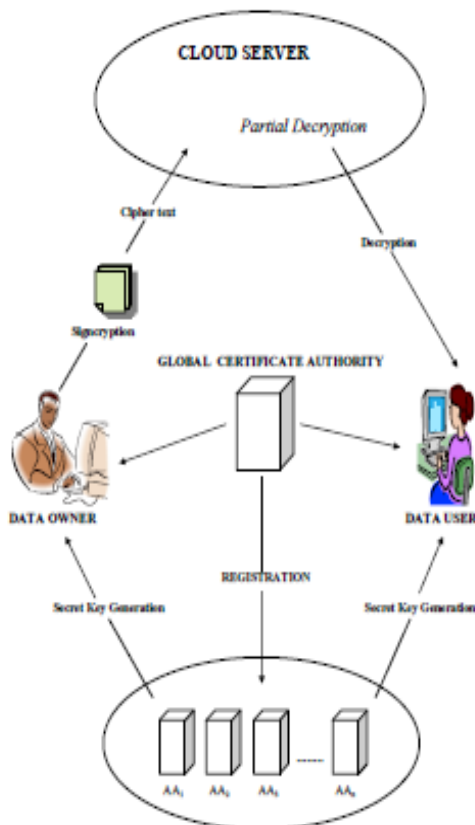 CLOUD SERVER
Partial Decryption
Cipher text
Decryption
Signcryption
GLOBAL CERTIFICATE AUTHORITY
DATA OWNER
DATA USER
REGISTRATION
Secret Key Generation
Secret Key Generation
AA₁ AA₂ AA₃ ------ AAₙ